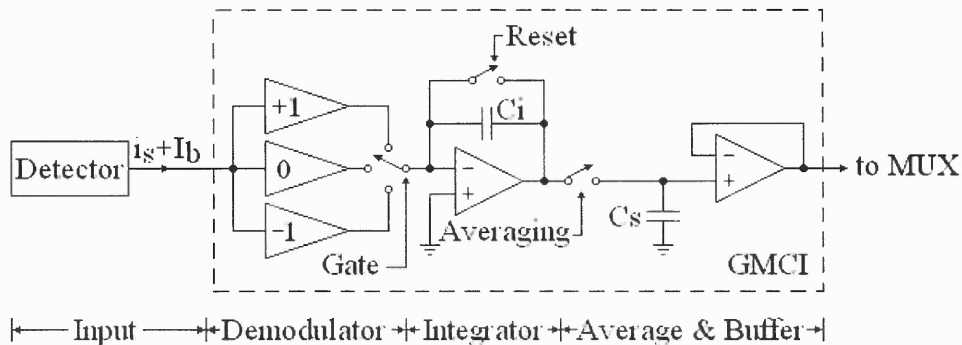 Reset
+1
Ci
Detector
is+Ib
0
−
+
−
+
to MUX
−1
Averaging
Cs
Gate
GMCI
Input
Demodulator
Integrator
Average & Buffer